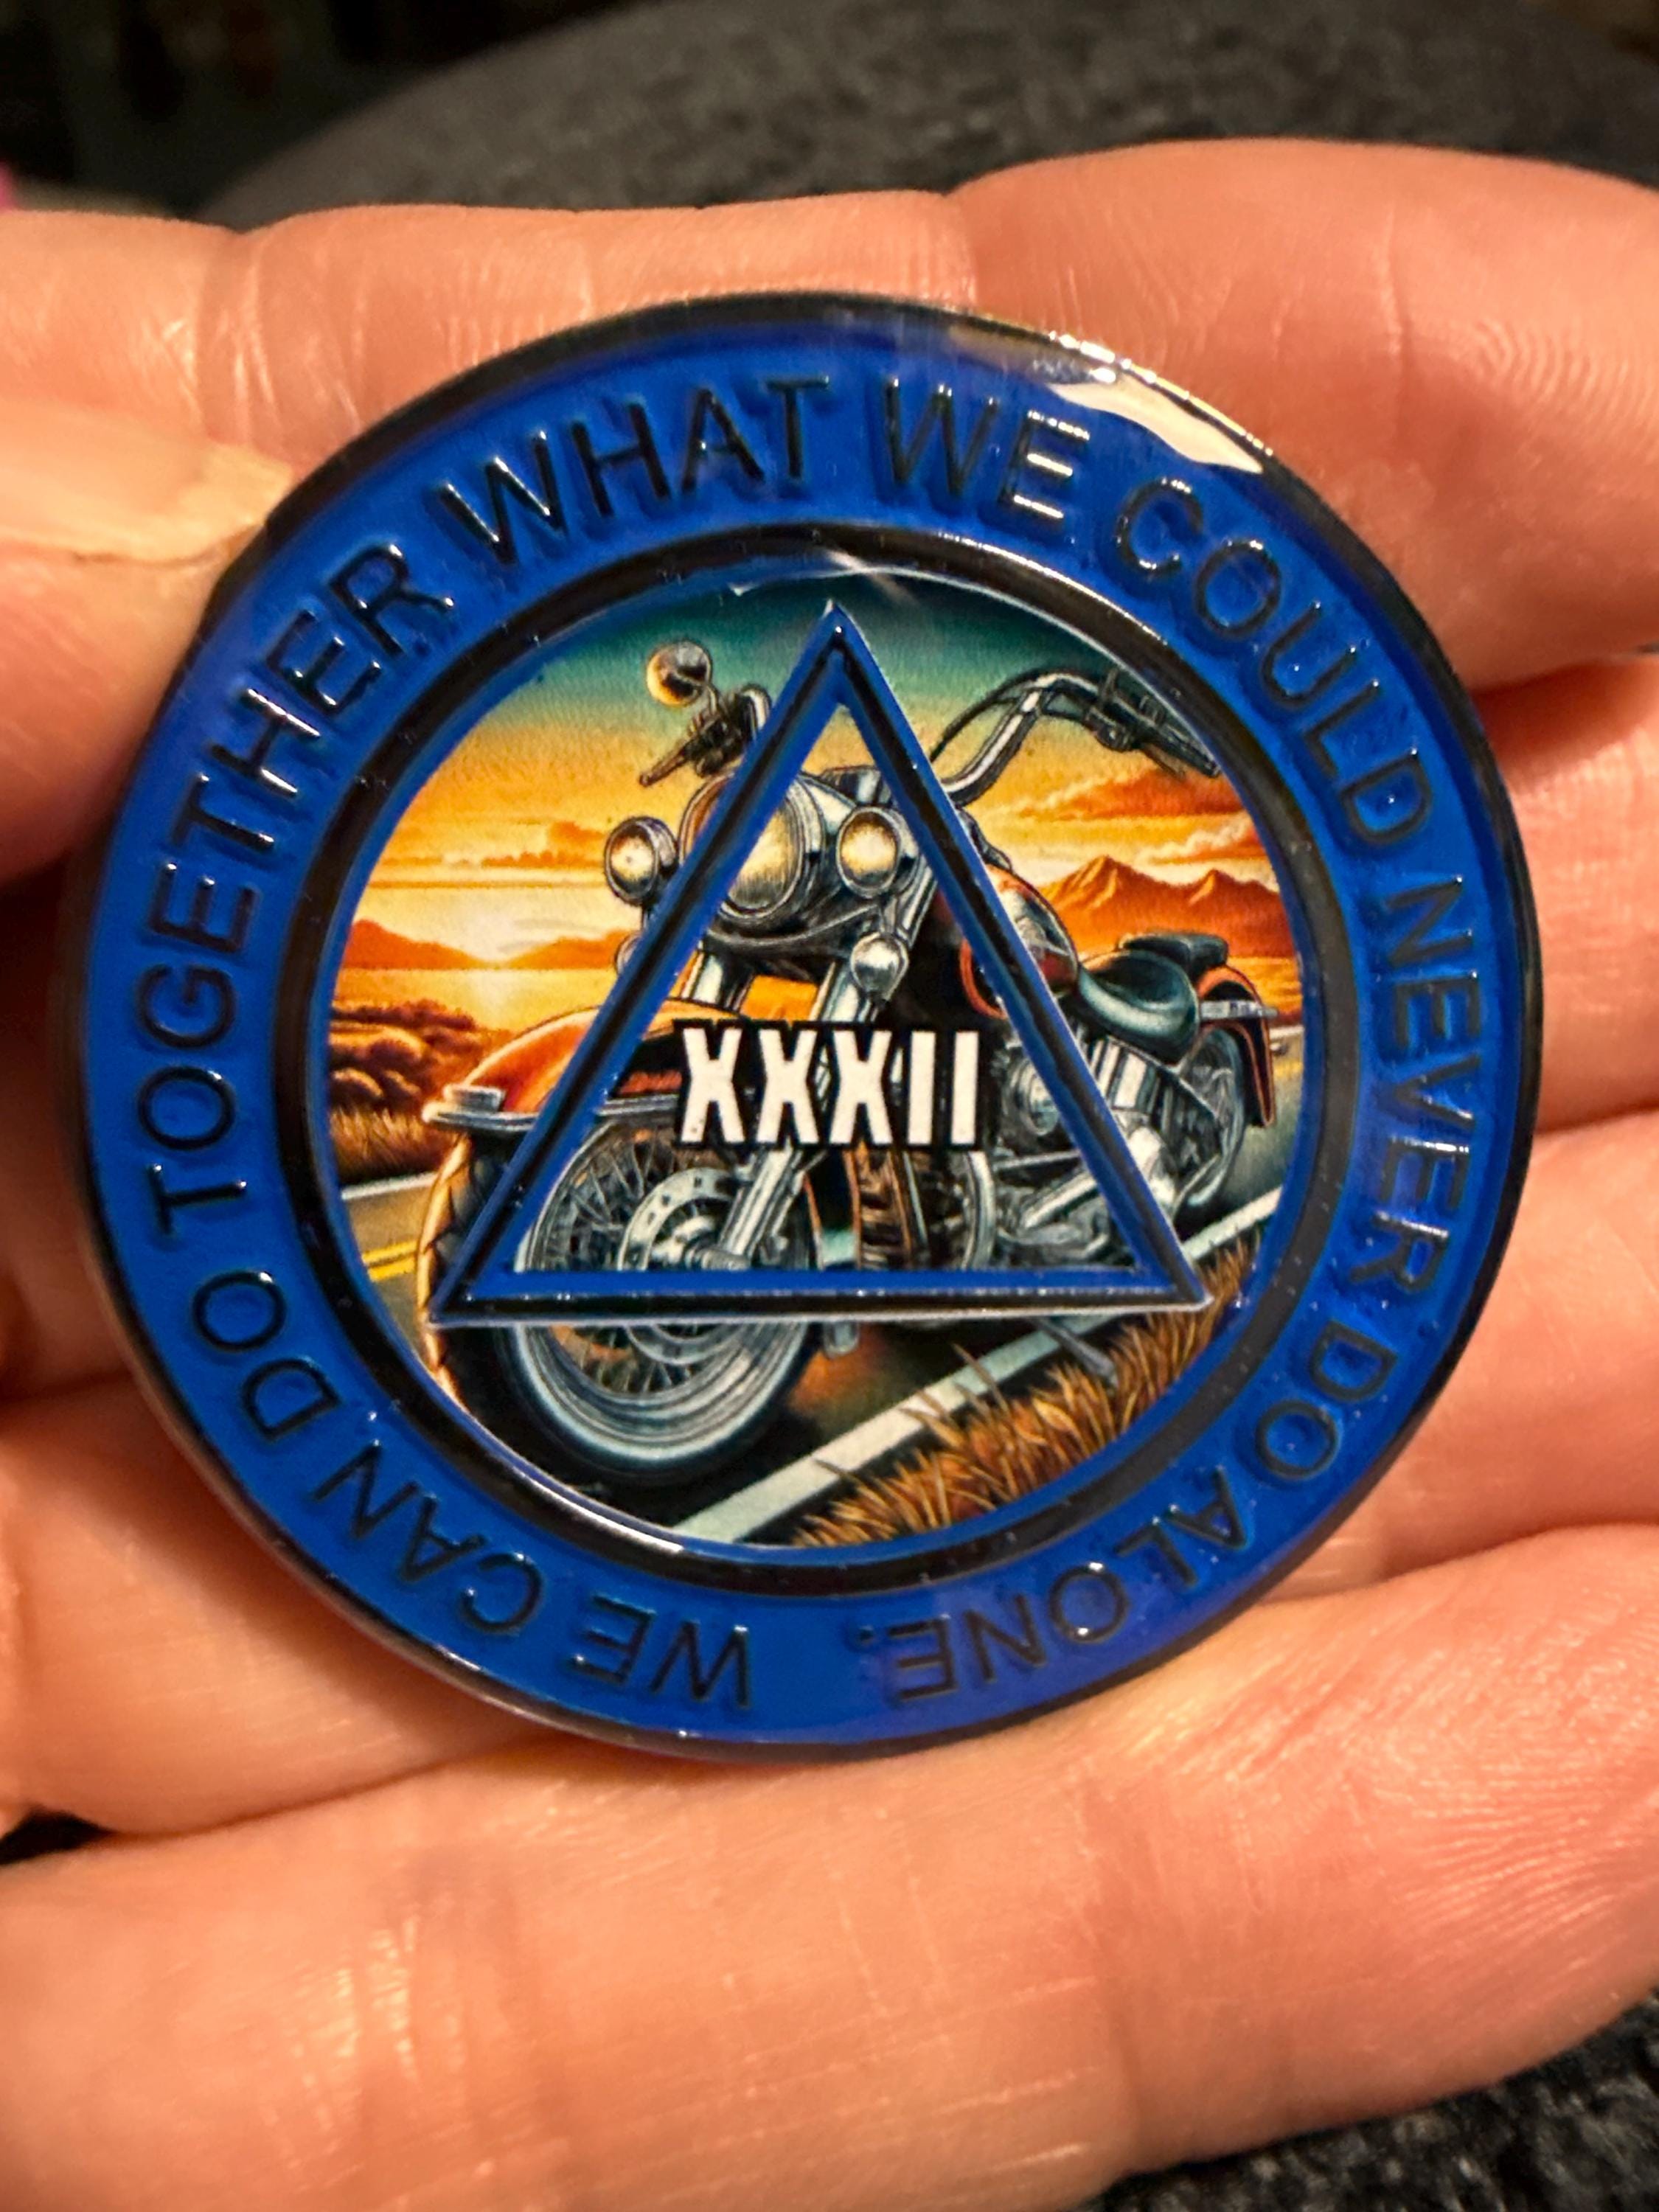 WE CAN DO TOGETHER WHAT WE COULD NEVER DO ALONE.
XXXII